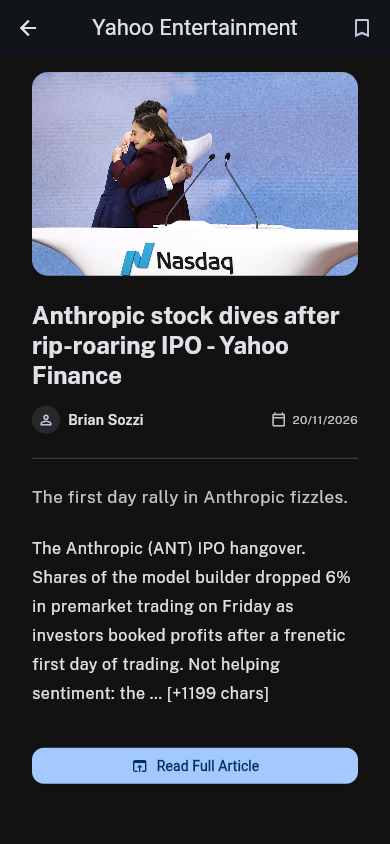 Yahoo Entertainment
Nasdaq
Anthropic stock dives after
rip-roaring IPO - Yahoo
Finance
Brian Sozzi
20/11/2026
The first day rally in Anthropic fizzles.
The Anthropic (ANT) IPO hangover.
Shares of the model builder dropped 6%
in premarket trading on Friday as
investors booked profits after a frenetic
first day of trading. Not helping
sentiment: the ... [+1199 chars]
Read Full Article